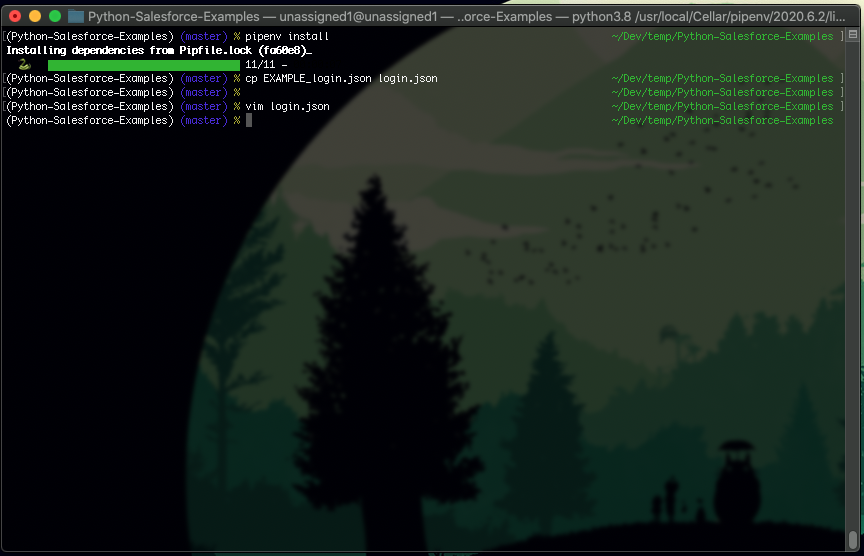 Python-Salesforce-Examples — unassigned1@unassigned1 — ..orce-Examples — python3.8 /usr/local/Cellar/pipenv/2020.6.2/li...
[(Python-Salesforce-Examples) (master) % pipenv install ~/Dev/temp/Python-Salesforce-Examples ]
Installing dependencies from Pipfile.lock (fa60e8)…
11/11 —
[(Python-Salesforce-Examples) (master) % cp EXAMPLE_login.json login.json ~/Dev/temp/Python-Salesforce-Examples ]
[(Python-Salesforce-Examples) (master) % ~/Dev/temp/Python-Salesforce-Examples ]
[(Python-Salesforce-Examples) (master) % vim login.json ~/Dev/temp/Python-Salesforce-Examples ]
(Python-Salesforce-Examples) (master) % ~/Dev/temp/Python-Salesforce-Examples